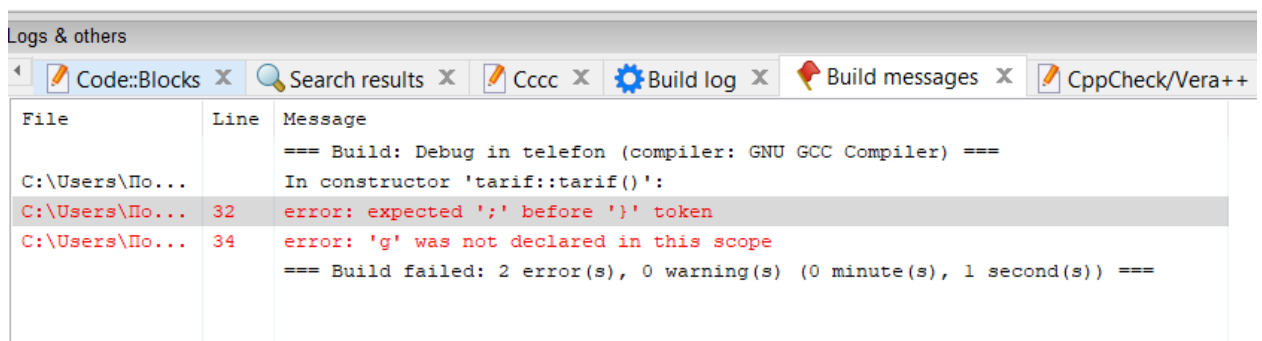 Logs & others
Code::Blocks X Search results X Cccc X Build log X Build messages X CppCheck/Vera++
File Line Message
=== Build: Debug in telefon (compiler: GNU GCC Compiler) ===
C:\Users\По... In constructor 'tarif::tarif()':
C:\Users\По... 32 error: expected ';' before '}' token
C:\Users\По... 34 error: 'g' was not declared in this scope
=== Build failed: 2 error(s), 0 warning(s) (0 minute(s), 1 second(s)) ===